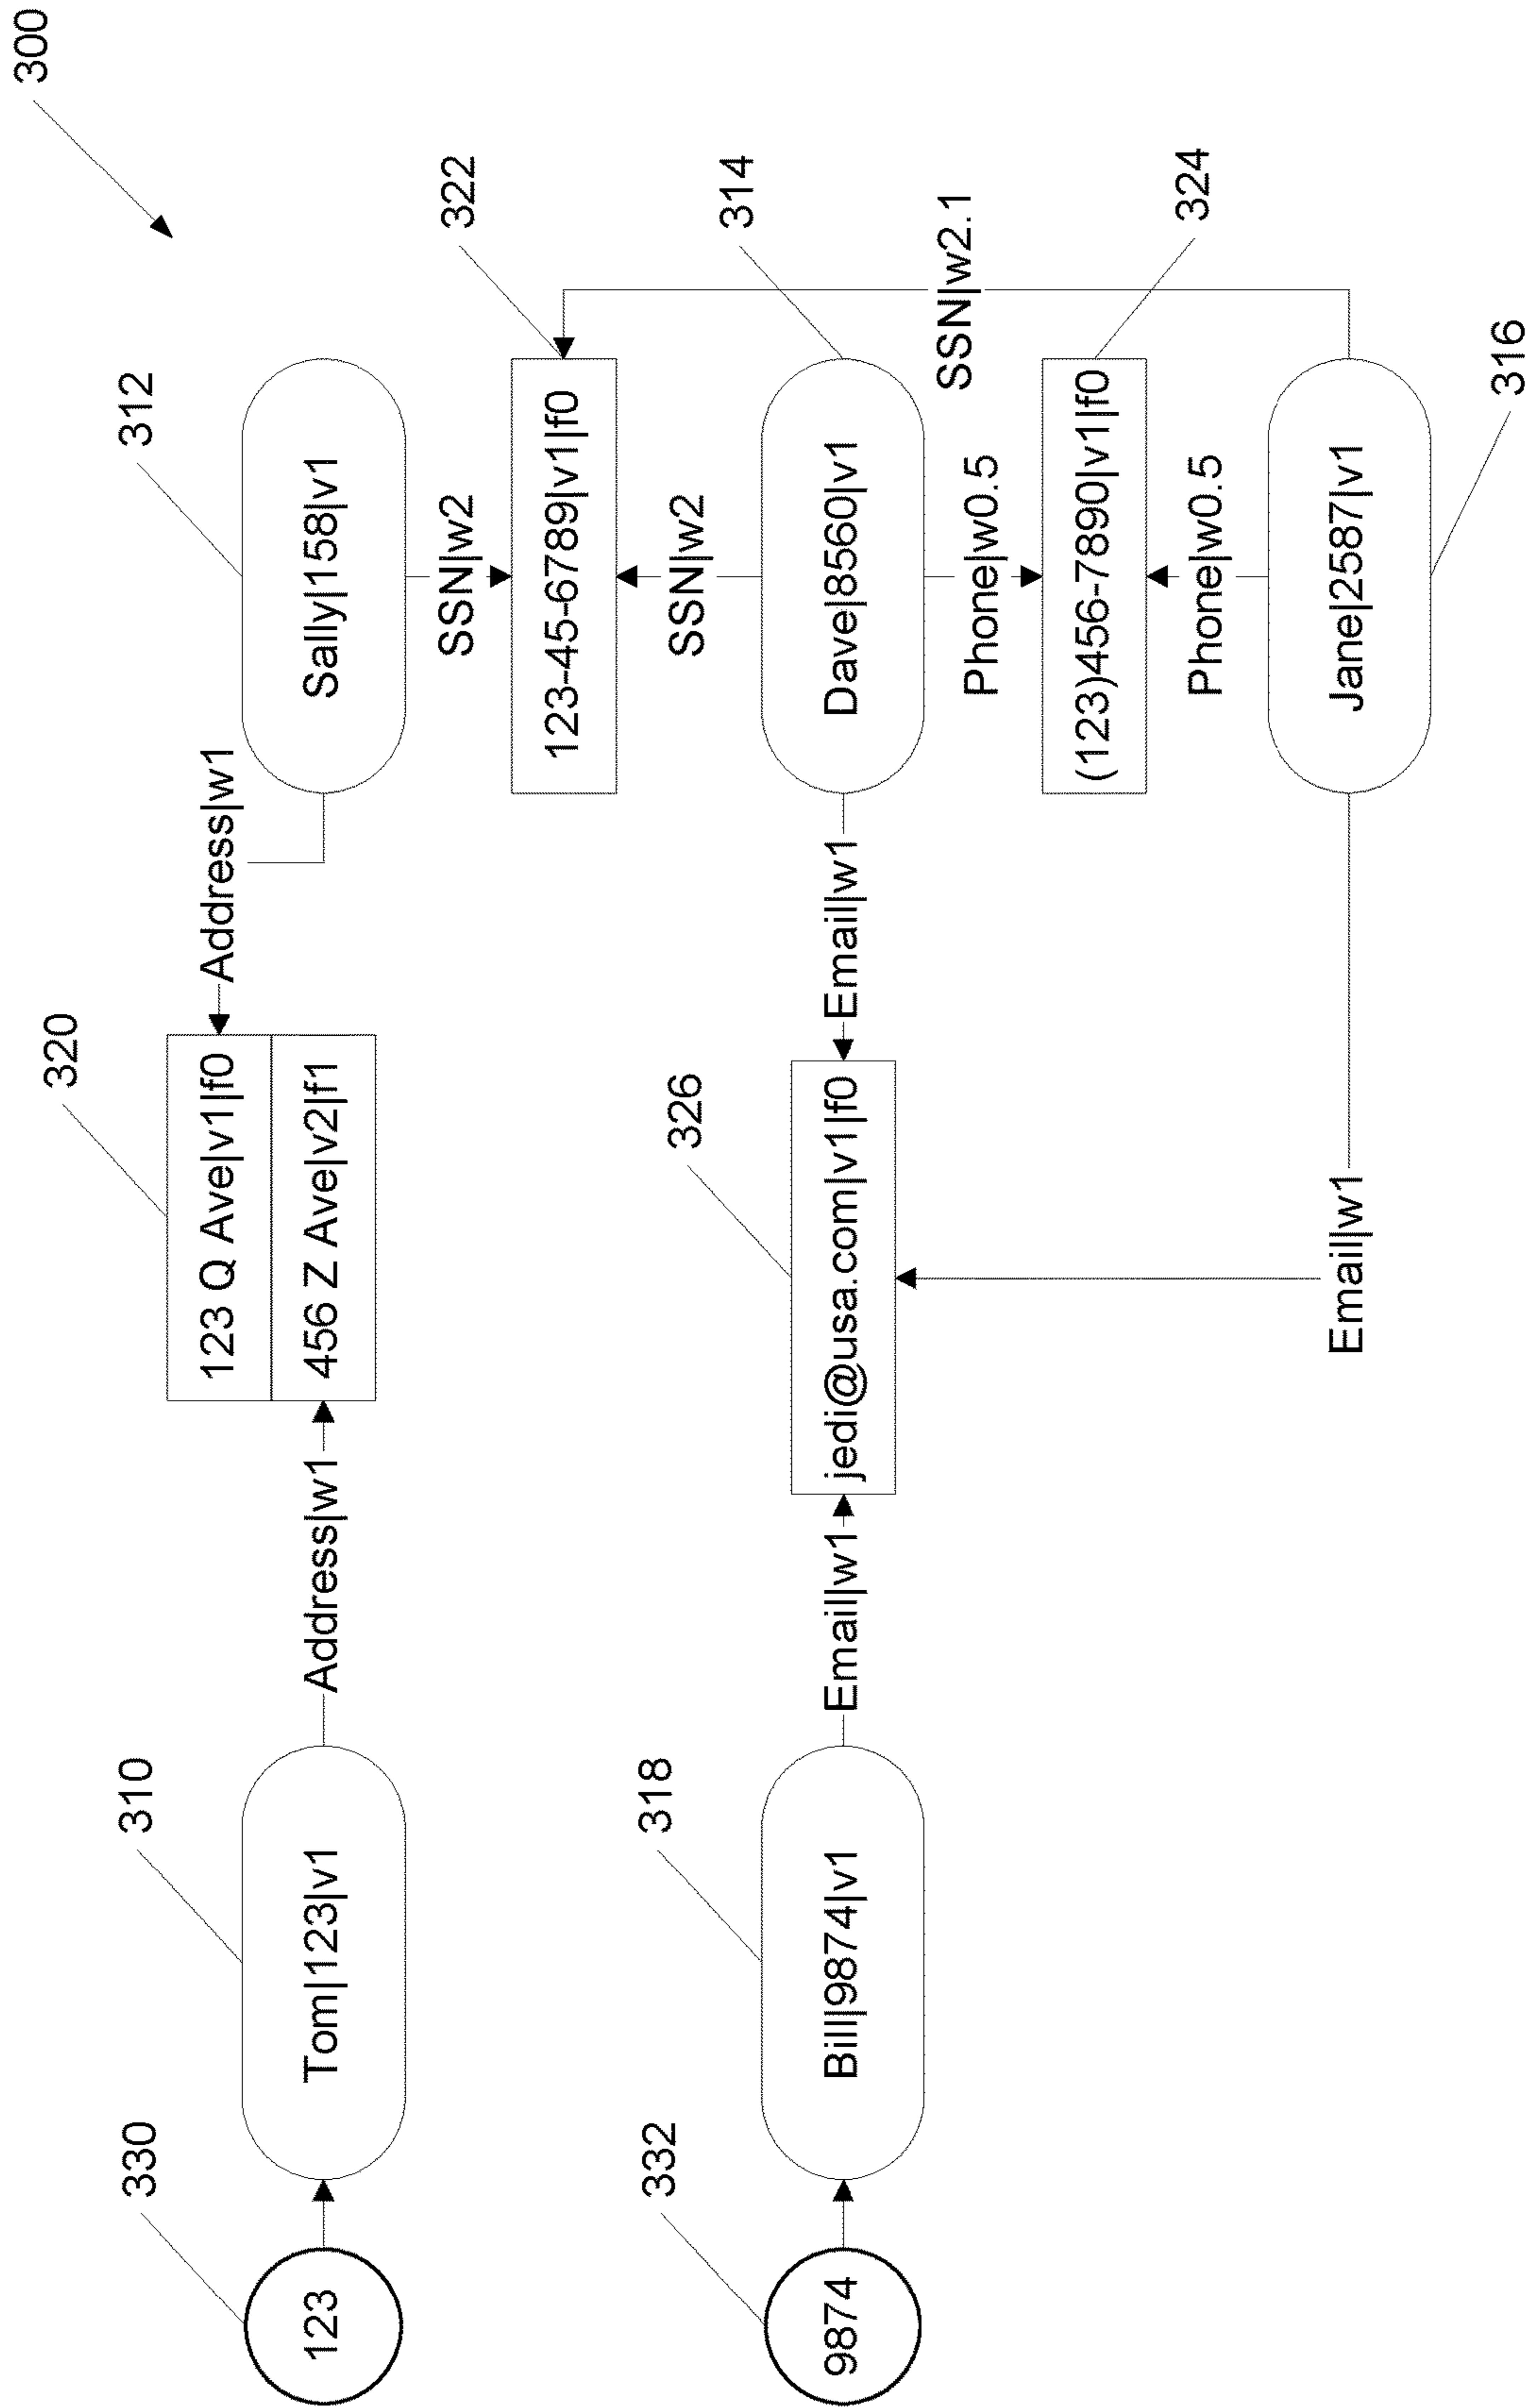 300
330
310
320
312
123
Tom|123|v1
Address|w1
123 Q Ave|v1|f0
456 Z Ave|v2|f1
Address|w1
Sally|158|v1
SSN|w2
322
123-45-6789|v1|f0
SSN|w2
332
318
326
314
9874
Bill|9874|v1
Email|w1
jedi@usa.com|v1|f0
Email|w1
Dave|8560|v1
SSN|w2.1
Phone|w0.5
324
(123)456-7890|v1|f0
Phone|w0.5
Email|w1
Jane|2587|v1
316